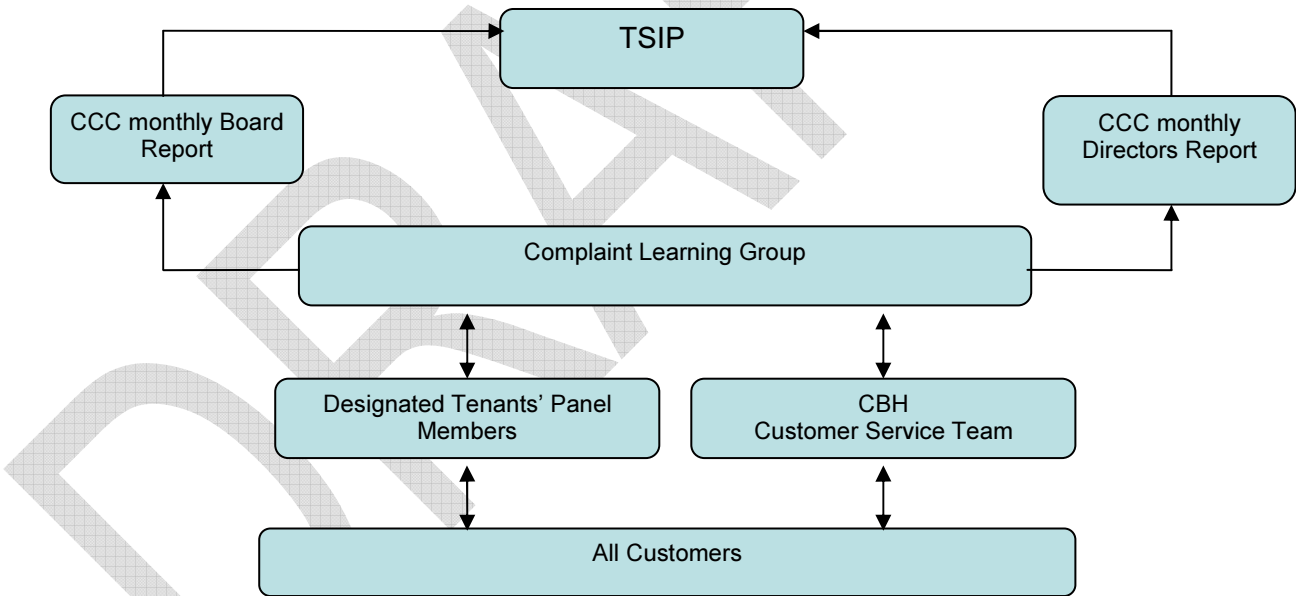 TSIP
CCC monthly Board
Report
CCC monthly
Directors Report
Complaint Learning Group
Designated Tenants’ Panel
Members
CBH
Customer Service Team
All Customers
DRAFT